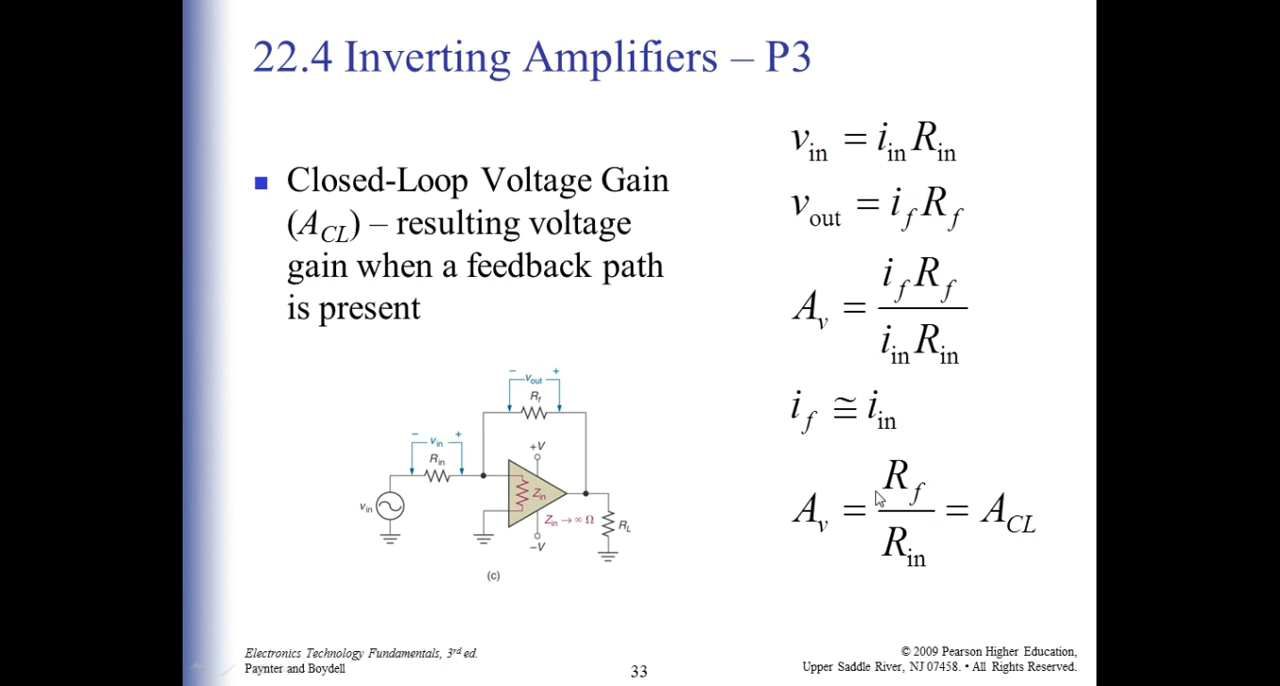 22.4 Inverting Amplifiers – P3
■ Closed-Loop Voltage Gain
(A_CL) – resulting voltage
gain when a feedback path
is present
v_in = i_in R_in
v_out = i_f R_f
A_v = i_f R_f / i_in R_in
i_f ≅ i_in
A_v = R_f / R_in = A_CL
– v_out +
R_f
– v_in +
R_in
+V
v_in
Z_in
Z_in → ∞ Ω
R_L
–V
(c)
Electronics Technology Fundamentals, 3rd ed.
Paynter and Boydell
33
© 2009 Pearson Higher Education,
Upper Saddle River, NJ 07458. • All Rights Reserved.